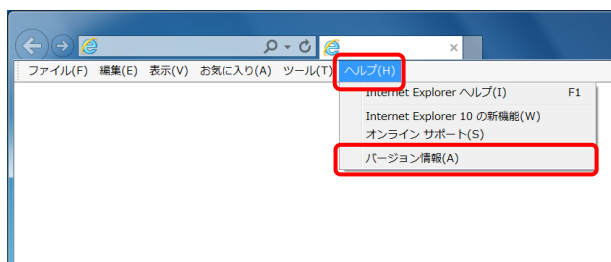 ファイル(F) 編集(E) 表示(V) お気に入り(A) ツール(T) ヘルプ(H)
Internet Explorer ヘルプ(I) F1
Internet Explorer 10 の新機能(W)
オンライン サポート(S)
バージョン情報(A)